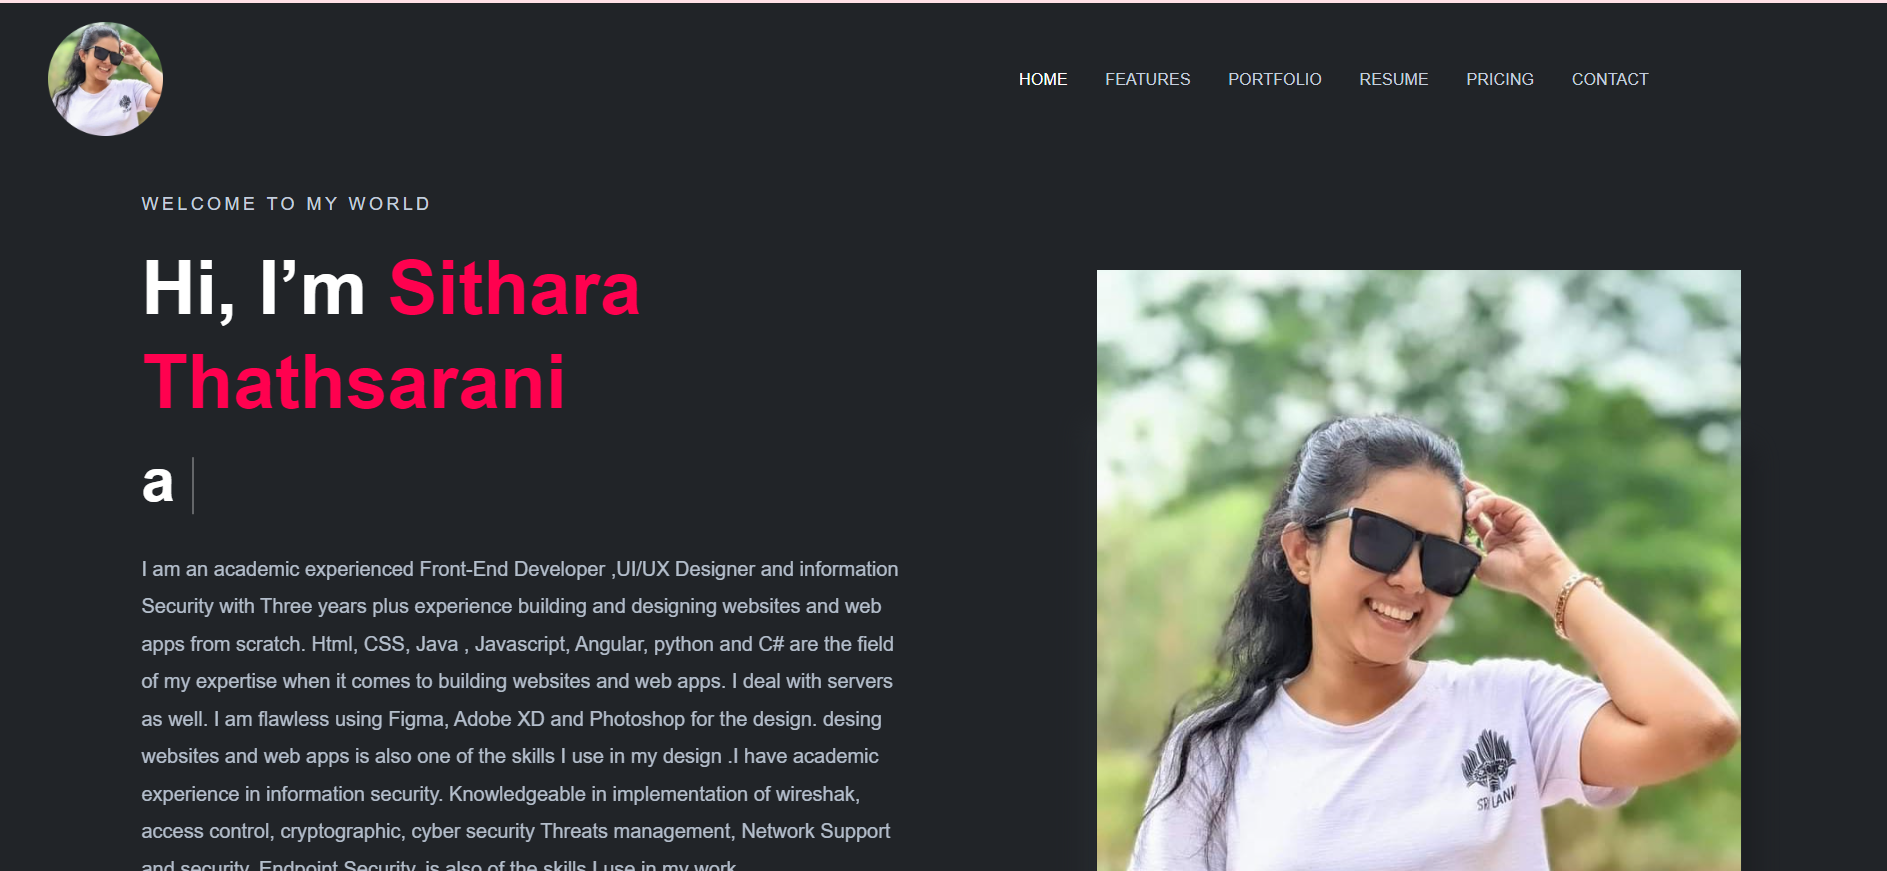 HOME FEATURES PORTFOLIO RESUME PRICING CONTACT
WELCOME TO MY WORLD
Hi, I’m Sithara
Thathsarani
a
I am an academic experienced Front-End Developer ,UI/UX Designer and information
Security with Three years plus experience building and designing websites and web
apps from scratch. Html, CSS, Java , Javascript, Angular, python and C# are the field
of my expertise when it comes to building websites and web apps. I deal with servers
as well. I am flawless using Figma, Adobe XD and Photoshop for the design. desing
websites and web apps is also one of the skills I use in my design .I have academic
experience in information security. Knowledgeable in implementation of wireshak,
access control, cryptographic, cyber security Threats management, Network Support
and security, Endpoint Security, is also of the skills I use in my work
SRI LANK